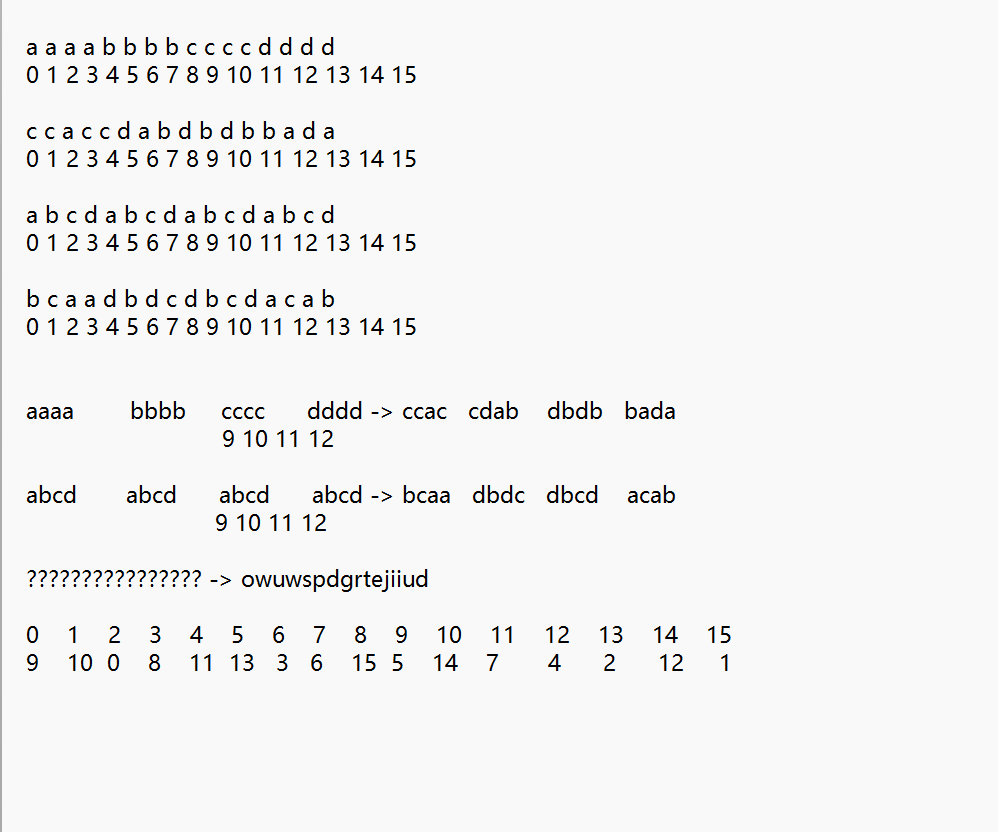 a a a a b b b b c c c c d d d d
0 1 2 3 4 5 6 7 8 9 10 11 12 13 14 15
c c a c c d a b d b d b b a d a
0 1 2 3 4 5 6 7 8 9 10 11 12 13 14 15
a b c d a b c d a b c d a b c d
0 1 2 3 4 5 6 7 8 9 10 11 12 13 14 15
b c a a d b d c d b c d a c a b
0 1 2 3 4 5 6 7 8 9 10 11 12 13 14 15
aaaa bbbb cccc dddd -> ccac cdab dbdb bada
9 10 11 12
abcd abcd abcd abcd -> bcaa dbdc dbcd acab
9 10 11 12
???????????????? -> owuwspdgrtejiiud
0 1 2 3 4 5 6 7 8 9 10 11 12 13 14 15
9 10 0 8 11 13 3 6 15 5 14 7 4 2 12 1